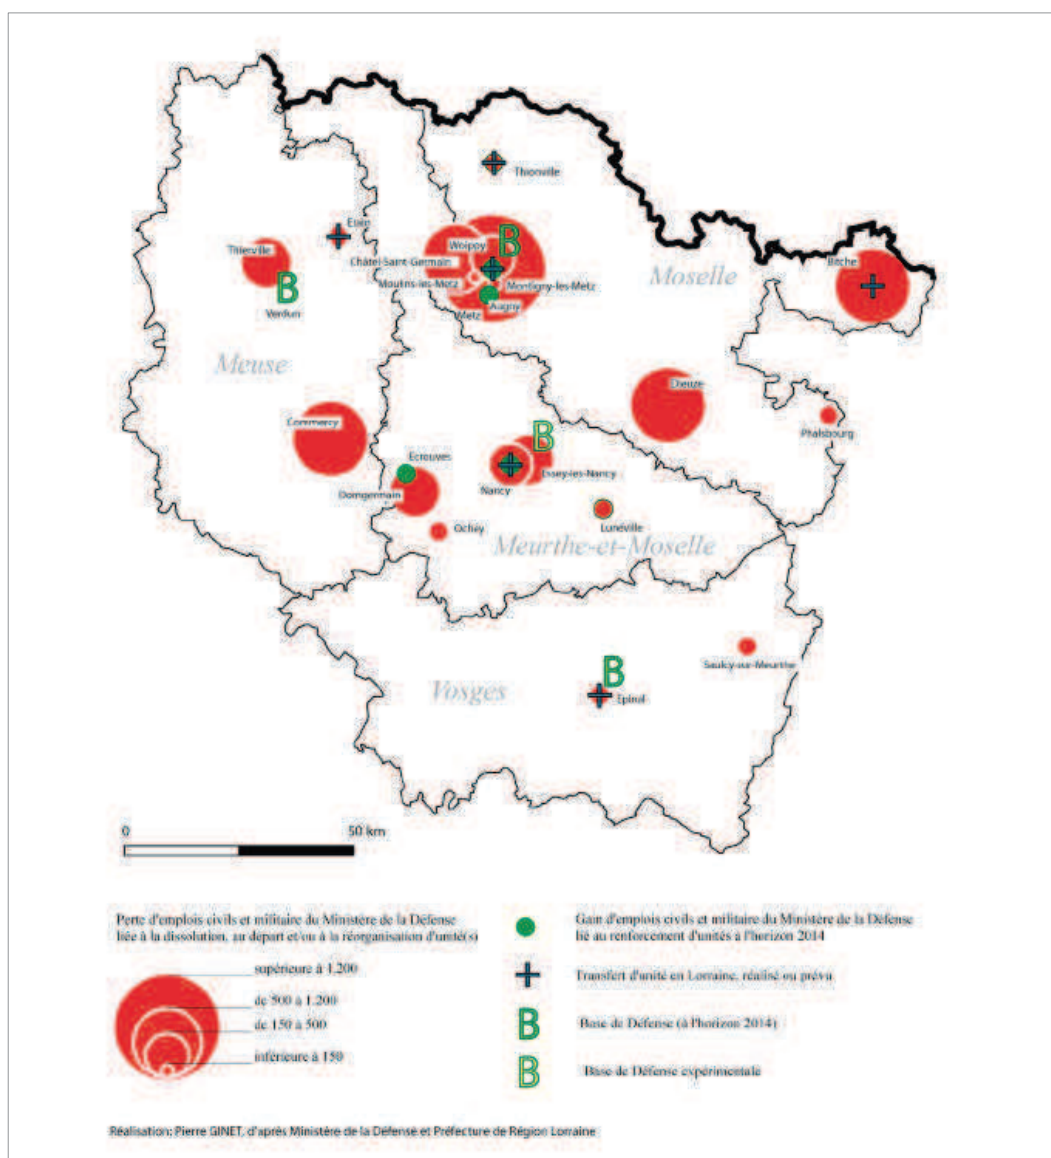 Thionville
Etain
Thierville
B
Verdun
Woippy
B
Châtel-Saint-Germain
Moulins-les-Metz
Montigny-les-Metz
Augny
Metz
Moselle
Bitche
Meuse
Dieuze
Commercy
Phalsbourg
B
Ecrouves
Essey-les-Nancy
Domgermain
Nancy
Lunéville
Ochey
Meurthe-et-Moselle
Saulcy-sur-Meurthe
B
Vosges
Epinal
0 50 km
Perte d'emplois civils et militaire du Ministère de la Défense
liée à la dissolution, au départ et/ou à la réorganisation d'unité(s)
supérieure à 1.200
de 500 à 1.200
de 150 à 500
inférieure à 150
Gain d'emplois civils et militaire du Ministère de la Défense
lié au renforcement d'unités a l'horizon 2014
Transfert d'unité en Lorraine, réalisé ou prévu
B Base de Défense (à l'horizon 2014)
B Base de Défense expérimentale
Réalisation: Pierre GINET, d'après Ministère de la Défense et Préfecture de Région Lorraine